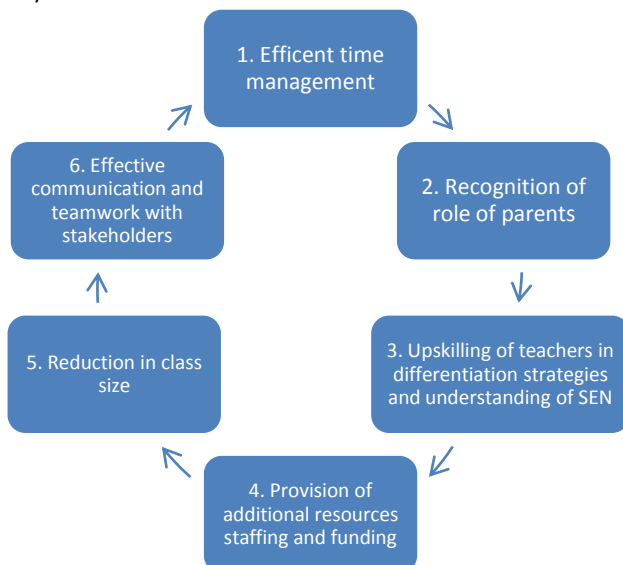 1. Efficent time
management
2. Recognition of
role of parents
3. Upskilling of teachers in
differentiation strategies
and understanding of SEN
4. Provision of
additional resources
staffing and funding
5. Reduction in class
size
6. Effective
communication and
teamwork with
stakeholders